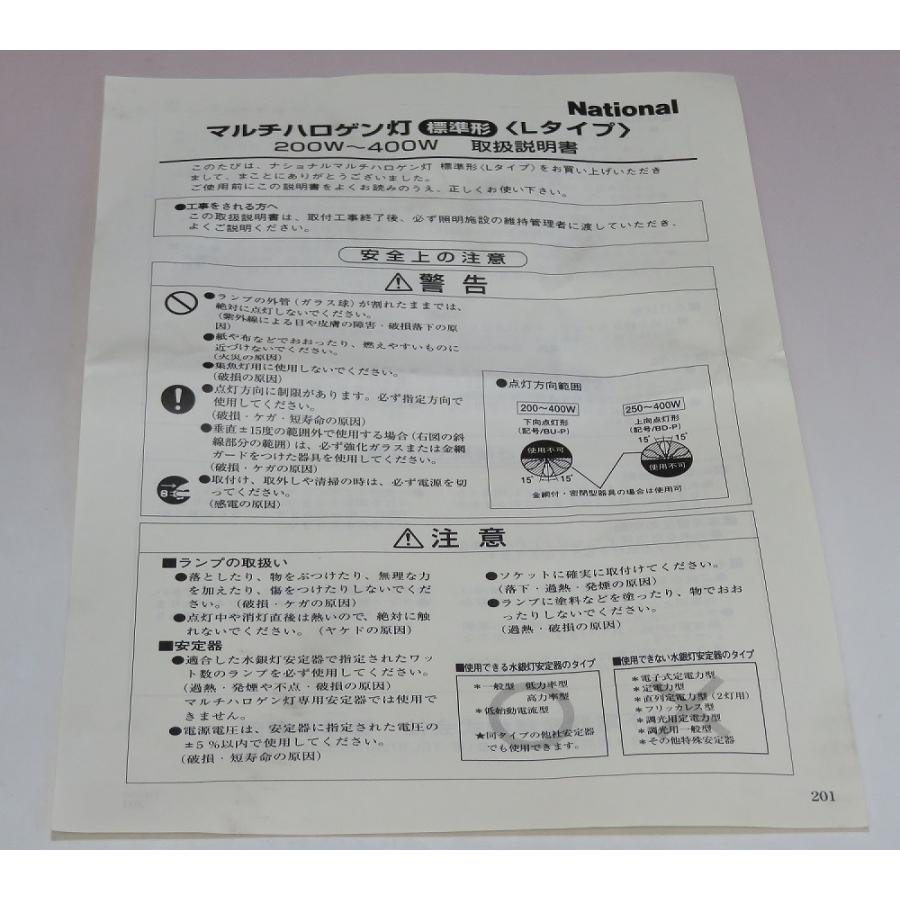 National
マルチハロゲン灯 標準形 〈Lタイプ〉
200W～400W 取扱説明書
このたびは、ナショナルマルチハロゲン灯 標準形〈Lタイプ〉をお買い上げいただき
まして、まことにありがとうございました。
ご使用前にこの説明書をよくお読みのうえ、正しくお使い下さい。
●工事をされる方へ
この取扱説明書は、取付工事終了後、必ず照明施設の維持管理者に渡していただき、
よくご説明ください。
安全上の注意
警告
●ランプの外管（ガラス球）が割れたままでは、
絶対に点灯しないでください。
（紫外線による目や皮膚の障害・破損落下の原
因）
●紙や布などでおおったり、燃えやすいものに
近づけないでください。
（火災の原因）
●集魚灯用に使用しないでください。
（破損の原因）
●点灯方向に制限があります。必ず指定方向で
使用してください。
（破損・ケガ・短寿命の原因）
●垂直±15度の範囲外で使用する場合（右図の斜
線部分の範囲）は、必ず強化ガラスまたは金網
ガードをつけた器具を使用してください。
（破損・ケガの原因）
●取付け、取外しや清掃の時は、必ず電源を切
ってください。
（感電の原因）
●点灯方向範囲
200～400W
下向点灯形
（記号/BU-P）
使用不可
15° 15°
250～400W
上向点灯形
（記号/BD-P）
15° 15°
使用不可
金網付・密閉型器具の場合は使用可
注意
■ランプの取扱い
●落としたり、物をぶつけたり、無理な力
を加えたり、傷をつけたりしないでくだ
さい。（破損・ケガの原因）
●点灯中や消灯直後は熱いので、絶対に触
れないでください。（ヤケドの原因）
●ソケットに確実に取付けてください。
（落下・過熱・発煙の原因）
●ランプに塗料などを塗ったり、物でおお
ったりしないでください。
（過熱・破損の原因）
■安定器
●適合した水銀灯安定器で指定されたワッ
ト数のランプを必ず使用してください。
（過熱・発煙や不点・破損の原因）
マルチハロゲン灯専用安定器では使用で
きません。
●電源電圧は、安定器に指定された電圧の
±5%以内で使用してください。
（破損・短寿命の原因）
■使用できる水銀灯安定器のタイプ
＊一般型 低力率型
高力率型
＊低始動電流型
★同タイプの他社安定器
でも使用できます。
■使用できない水銀灯安定器のタイプ
＊電子式定電力型
＊定電力型
＊直列定電力型（2灯用）
＊フリッカレス型
＊調光用定電力型
＊調光用一般型
＊その他特殊安定器
201